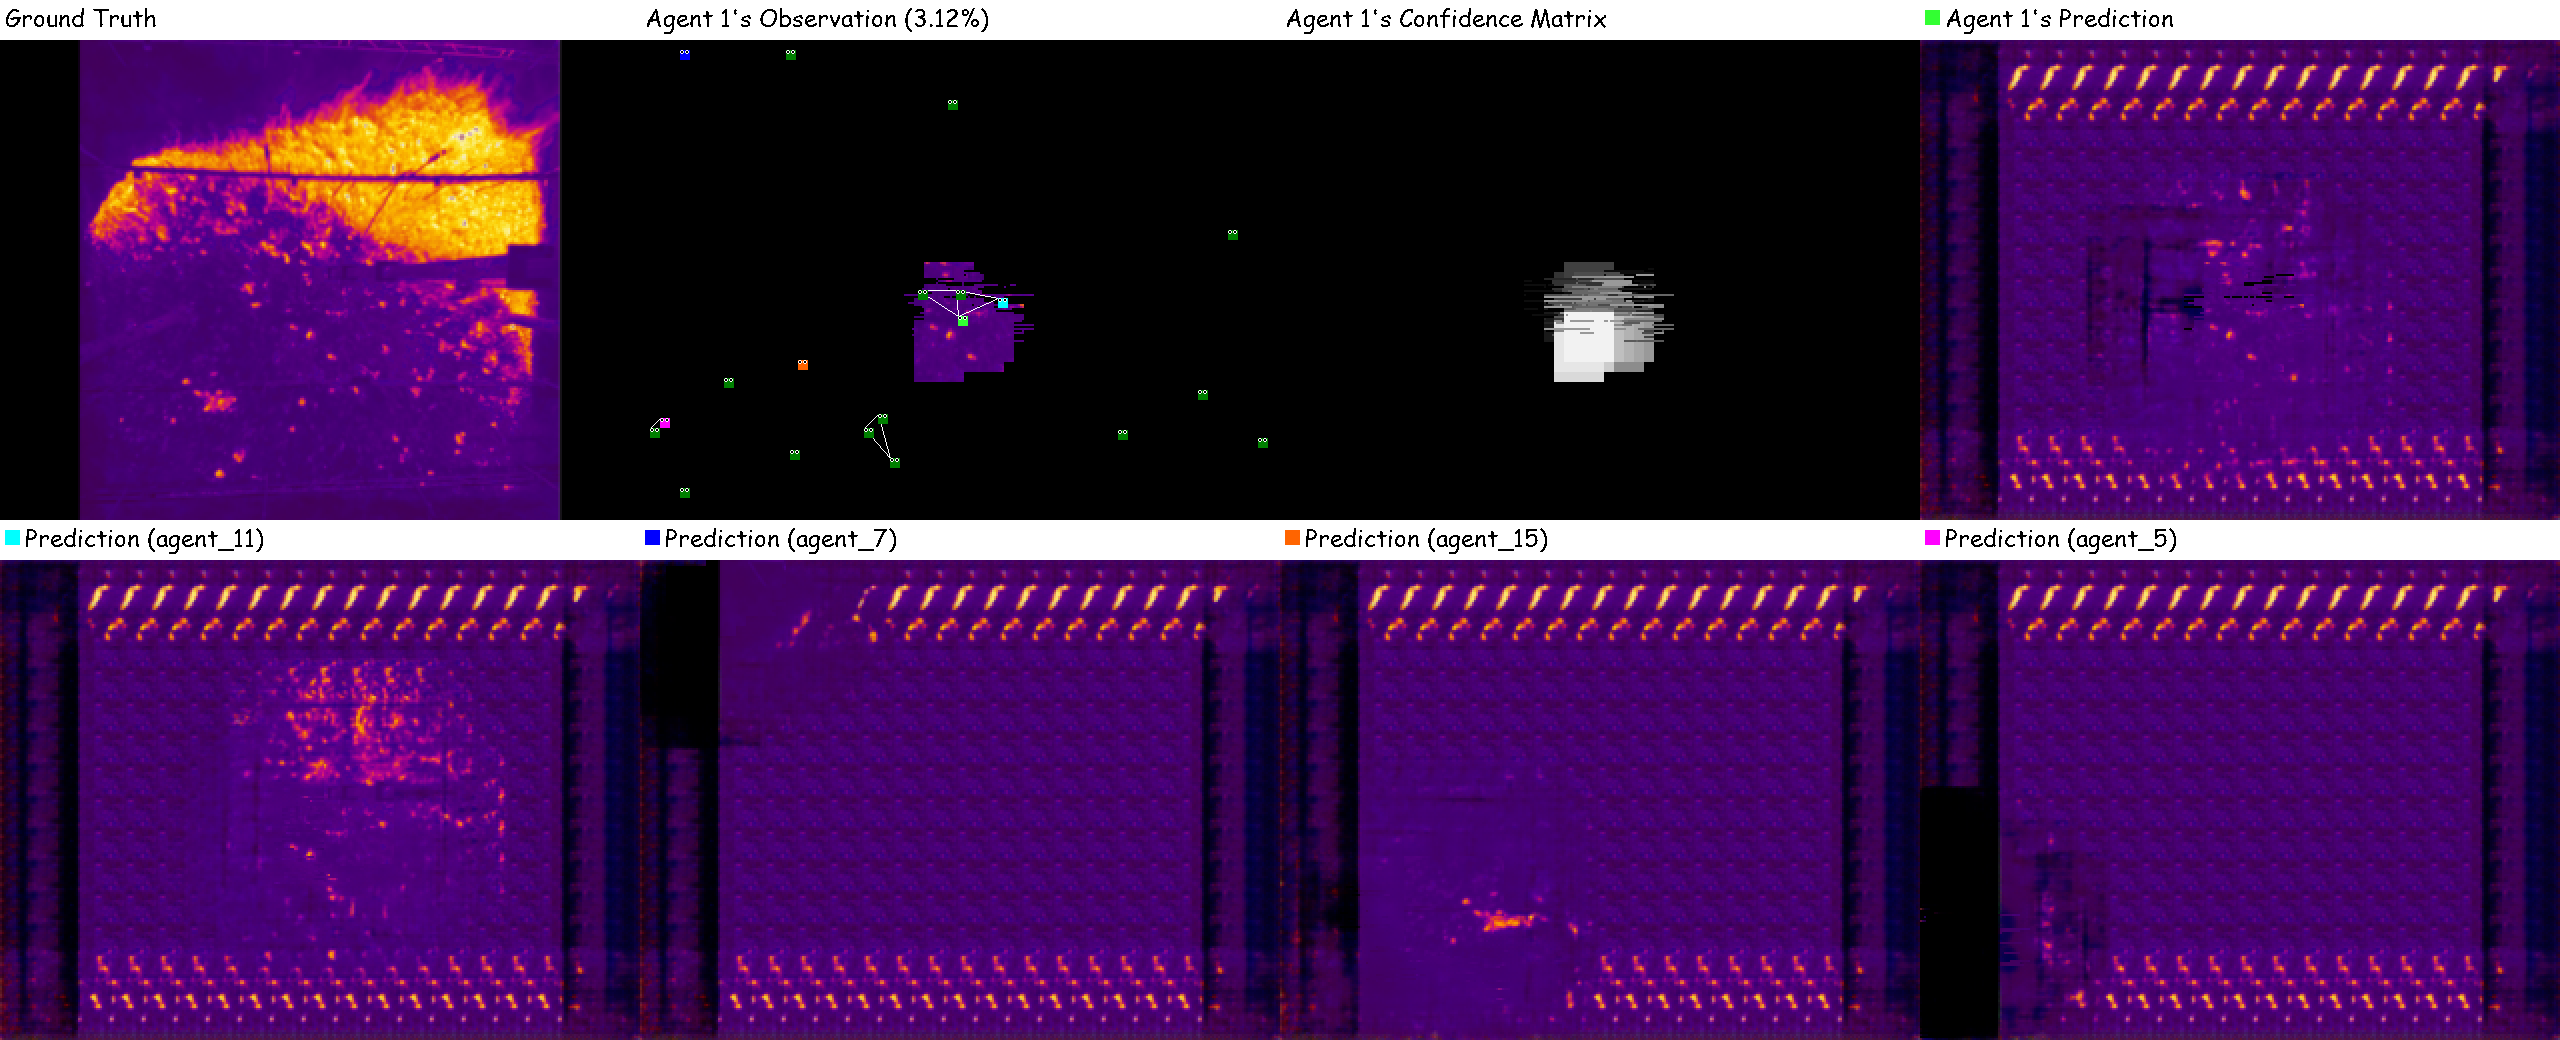 Ground Truth
Agent 1's Observation (3.12%)
Agent 1's Confidence Matrix
Agent 1's Prediction
Prediction (agent_11)
Prediction (agent_7)
Prediction (agent_15)
Prediction (agent_5)